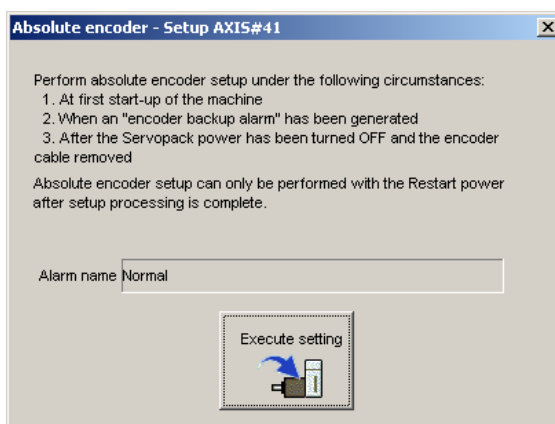 Absolute encoder - Setup AXIS#41
Perform absolute encoder setup under the following circumstances:
1. At first start-up of the machine
2. When an "encoder backup alarm" has been generated
3. After the Servopack power has been turned OFF and the encoder
cable removed
Absolute encoder setup can only be performed with the Restart power
after setup processing is complete.
Alarm name Normal
Execute setting